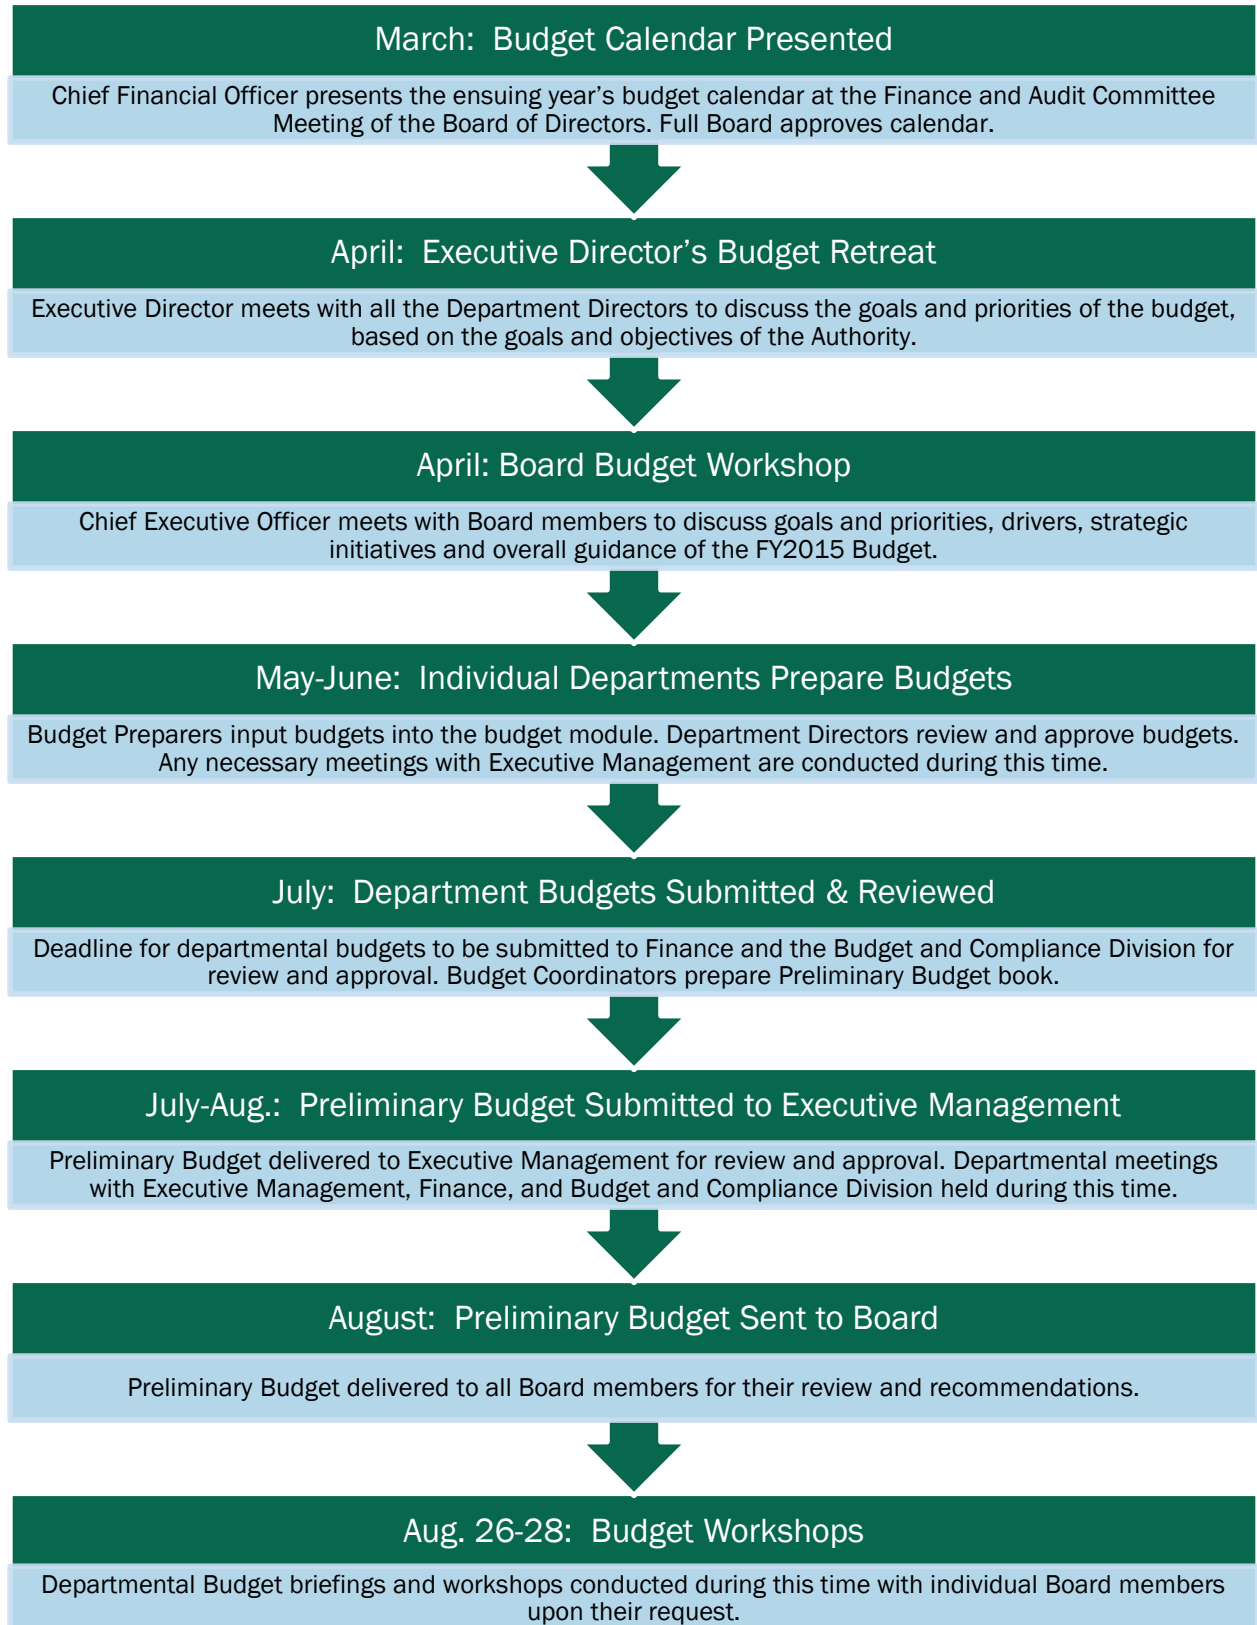 March:  Budget Calendar Presented
Chief Financial Officer presents the ensuing year's budget calendar at the Finance and Audit Committee
Meeting of the Board of Directors. Full Board approves calendar.
April:  Executive Director's Budget Retreat
Executive Director meets with all the Department Directors to discuss the goals and priorities of the budget,
based on the goals and objectives of the Authority.
April: Board Budget Workshop
Chief Executive Officer meets with Board members to discuss goals and priorities, drivers, strategic
initiatives and overall guidance of the FY2015 Budget.
May-June:  Individual Departments Prepare Budgets
Budget Preparers input budgets into the budget module. Department Directors review and approve budgets.
Any necessary meetings with Executive Management are conducted during this time.
July:  Department Budgets Submitted & Reviewed
Deadline for departmental budgets to be submitted to Finance and the Budget and Compliance Division for
review and approval. Budget Coordinators prepare Preliminary Budget book.
July-Aug.:  Preliminary Budget Submitted to Executive Management
Preliminary Budget delivered to Executive Management for review and approval. Departmental meetings
with Executive Management, Finance, and Budget and Compliance Division held during this time.
August:  Preliminary Budget Sent to Board
Preliminary Budget delivered to all Board members for their review and recommendations.
Aug. 26-28:  Budget Workshops
Departmental Budget briefings and workshops conducted during this time with individual Board members
upon their request.